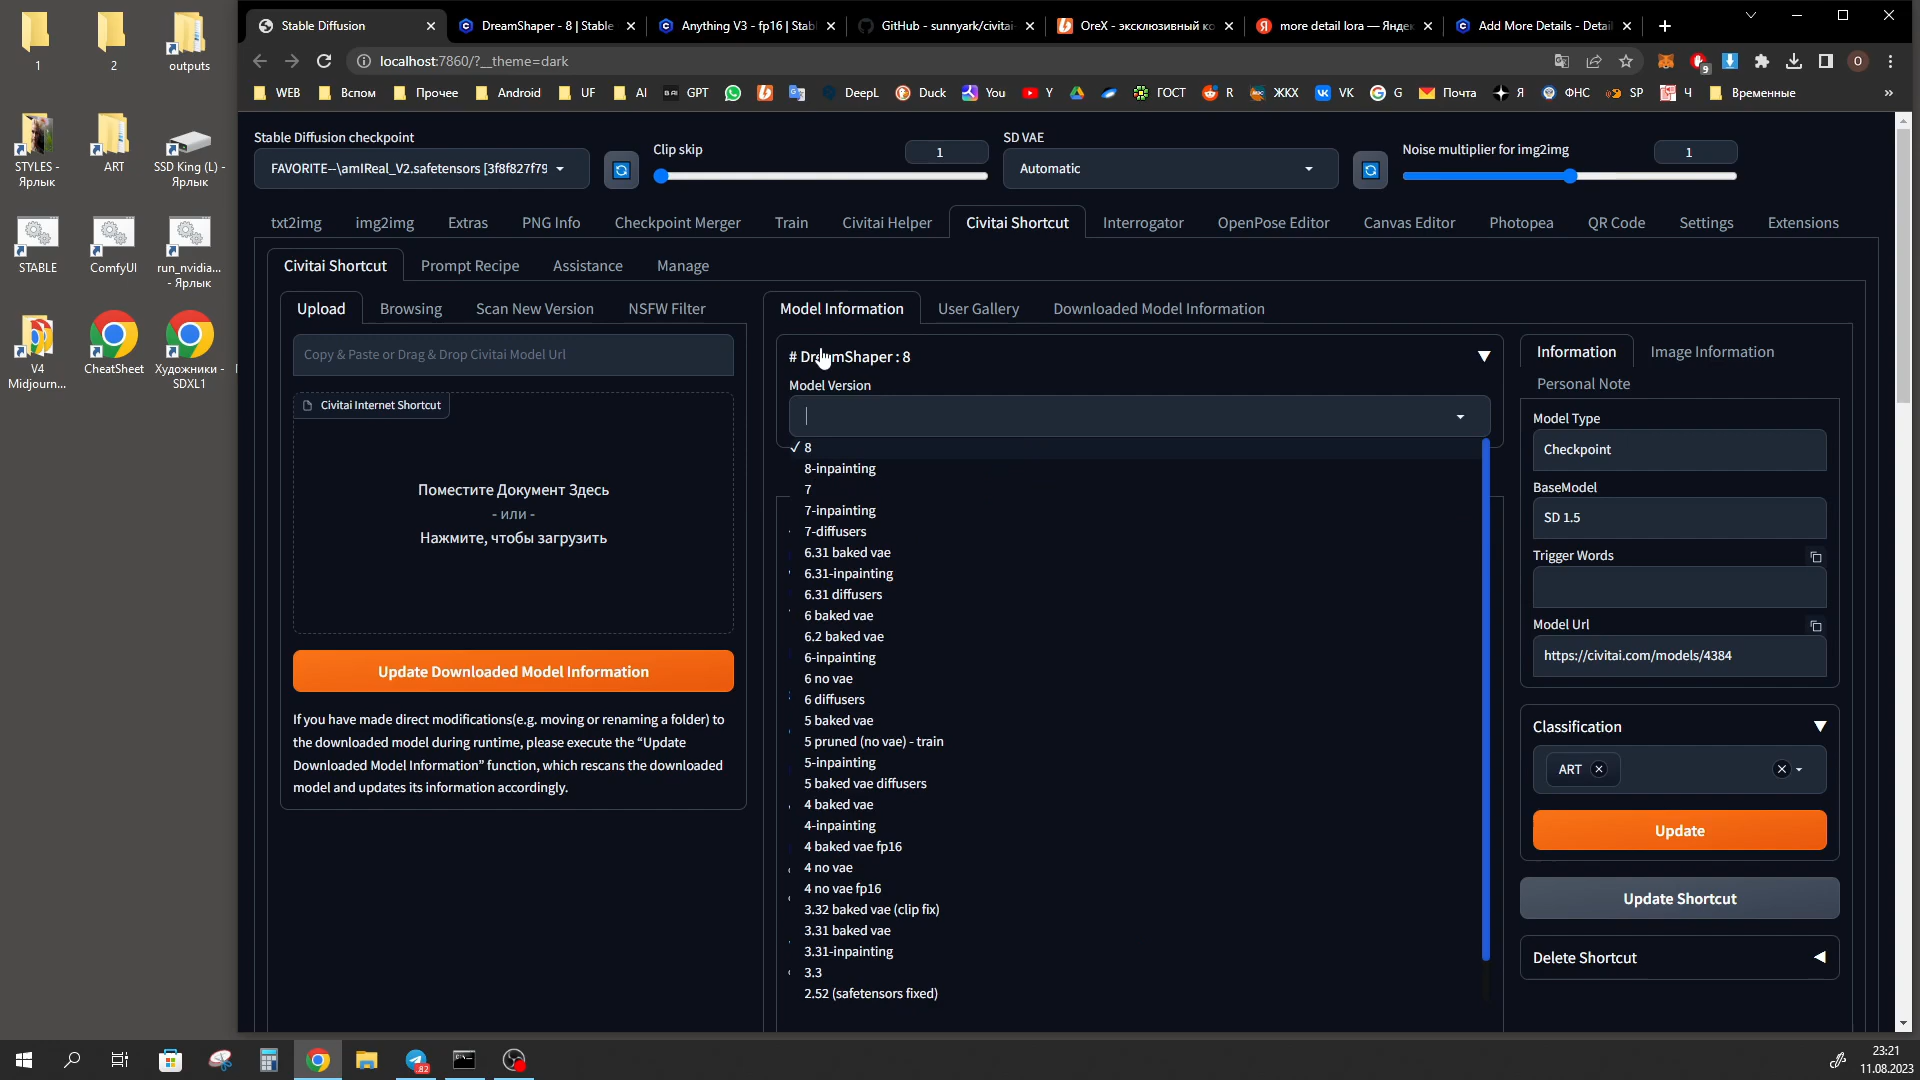 1
2
outputs
STYLES -
Ярлык
ART
SSD King (L) -
Ярлык
STABLE
ComfyUI
run_nvidia...
- Ярлык
V4
Midjourn...
CheatSheet
Художники -
SDXL1
Stable Diffusion
DreamShaper - 8 | Stable
Anything V3 - fp16 | Stab
GitHub - sunnyark/civitai-
OreX - эксклюзивный ко
more detail lora — Яндек
Add More Details - Detail
localhost:7860/?__theme=dark
9
O
WEB
Вспом
Прочее
Android
UF
AI
GPT
DeepL
Duck
You
Y
ГОСТ
R
ЖКХ
VK
G
Почта
Я
ФНС
SP
Ч
Временные
»
Stable Diffusion checkpoint
FAVORITE--\amIReal_V2.safetensors [3f8f827f79
Clip skip
1
SD VAE
Automatic
Noise multiplier for img2img
1
txt2img
img2img
Extras
PNG Info
Checkpoint Merger
Train
Civitai Helper
Civitai Shortcut
Interrogator
OpenPose Editor
Canvas Editor
Photopea
QR Code
Settings
Extensions
Civitai Shortcut
Prompt Recipe
Assistance
Manage
Upload
Browsing
Scan New Version
NSFW Filter
Copy & Paste or Drag & Drop Civitai Model Url
Civitai Internet Shortcut
Поместите Документ Здесь
- или -
Нажмите, чтобы загрузить
Update Downloaded Model Information
If you have made direct modifications(e.g. moving or renaming a folder) to
the downloaded model during runtime, please execute the “Update
Downloaded Model Information” function, which rescans the downloaded
model and updates its information accordingly.
Model Information
User Gallery
Downloaded Model Information
# DreamShaper : 8
Model Version
8
8-inpainting
7
7-inpainting
7-diffusers
6.31 baked vae
6.31-inpainting
6.31 diffusers
6 baked vae
6.2 baked vae
6-inpainting
6 no vae
6 diffusers
5 baked vae
5 pruned (no vae) - train
5-inpainting
5 baked vae diffusers
4 baked vae
4-inpainting
4 baked vae fp16
4 no vae
4 no vae fp16
3.32 baked vae (clip fix)
3.31 baked vae
3.31-inpainting
3.3
2.52 (safetensors fixed)
Information
Image Information
Personal Note
Model Type
Checkpoint
BaseModel
SD 1.5
Trigger Words
Model Url
https://civitai.com/models/4384
Classification
ART
Update
Update Shortcut
Delete Shortcut
82
23:21
11.08.2023